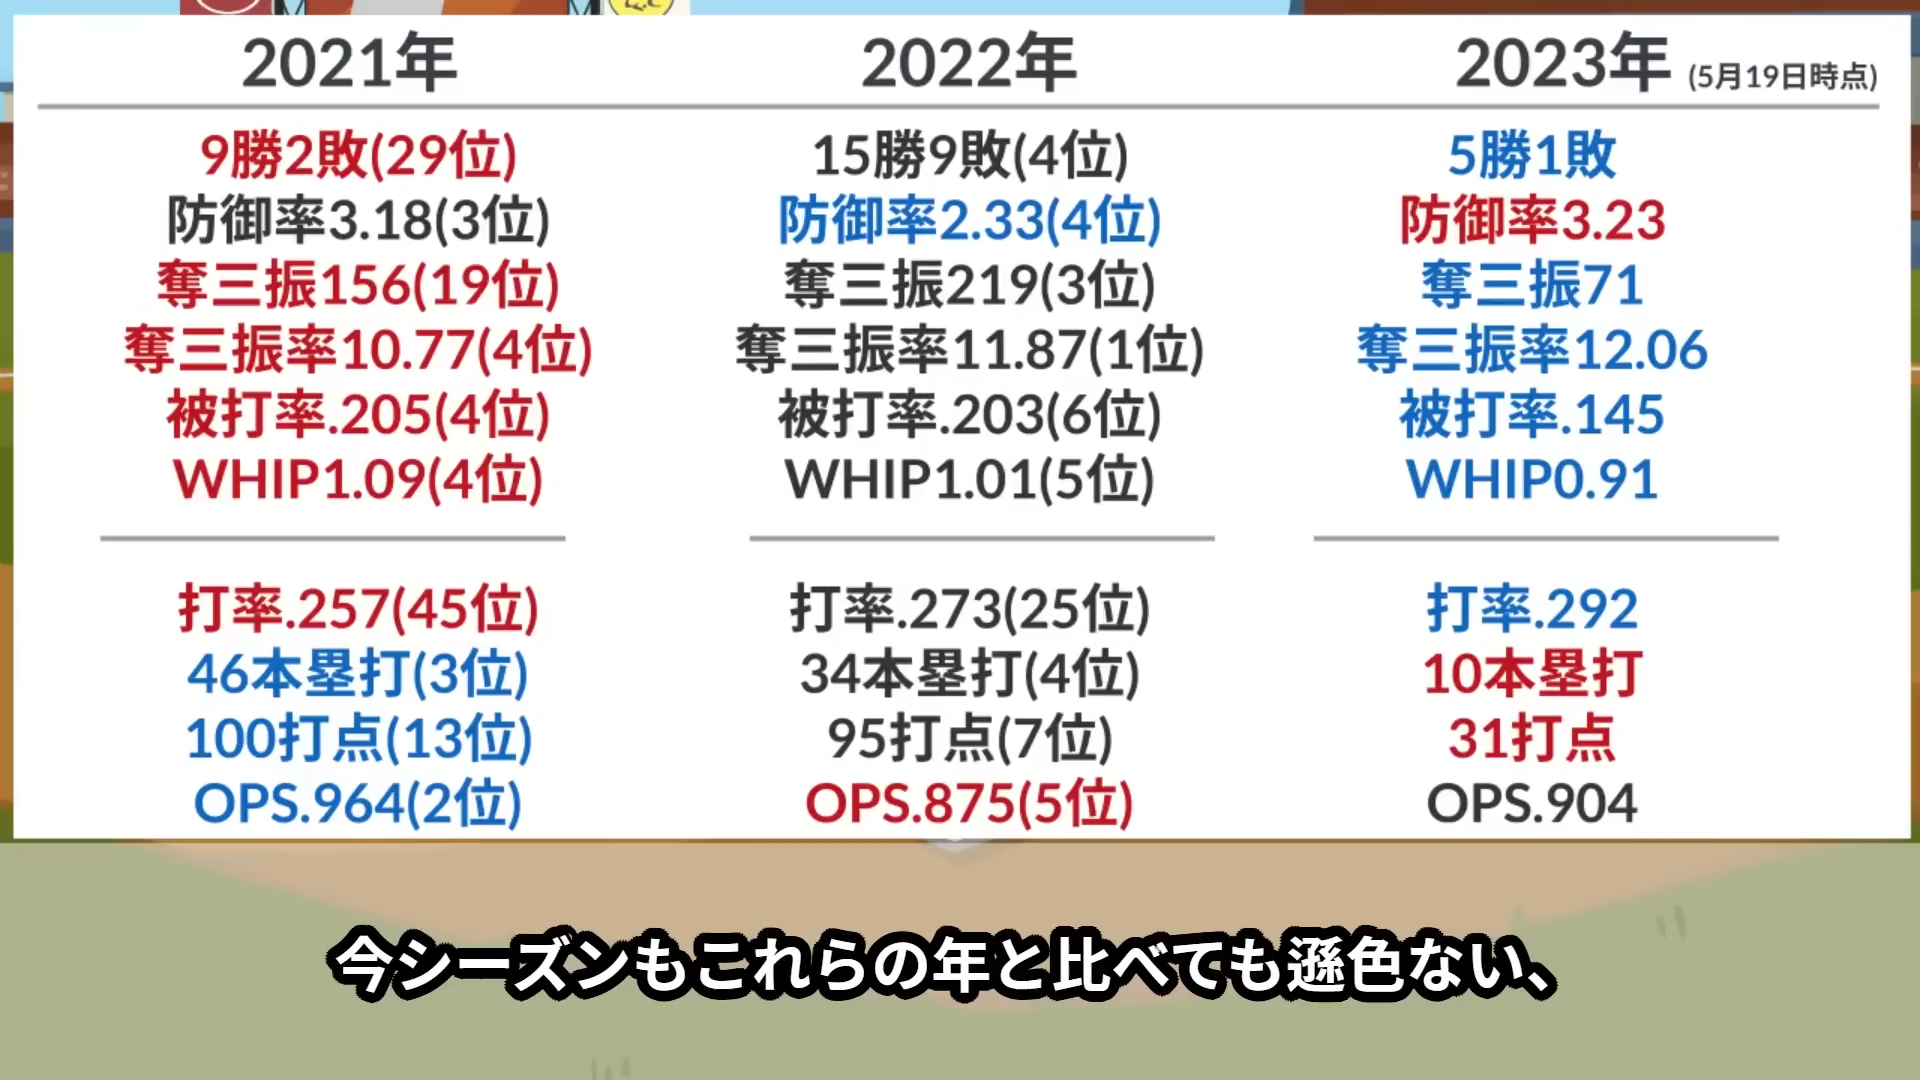 2021年
9勝2敗(29位)
防御率3.18(3位)
奪三振156(19位)
奪三振率10.77(4位)
被打率.205(4位)
WHIP1.09(4位)
打率.257(45位)
46本塁打(3位)
100打点(13位)
OPS.964(2位)
2022年
15勝9敗(4位)
防御率2.33(4位)
奪三振219(3位)
奪三振率11.87(1位)
被打率.203(6位)
WHIP1.01(5位)
打率.273(25位)
34本塁打(4位)
95打点(7位)
OPS.875(5位)
2023年 (5月19日時点)
5勝1敗
防御率3.23
奪三振71
奪三振率12.06
被打率.145
WHIP0.91
打率.292
10本塁打
31打点
OPS.904
今シーズンもこれらの年と比べても遜色ない、